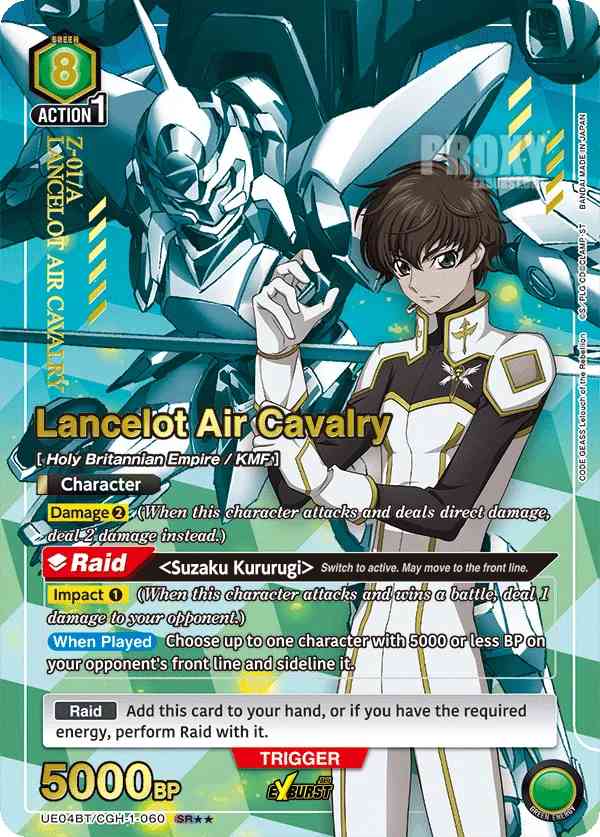 GREEN
8
ACTION 1
Z-01/A
LANCELOT AIR CAVALRY
PROXY
BANDAI MADE IN JAPAN
CODE GEASS Lelouch of the Rebellion
Lancelot Air Cavalry
[ Holy Britannian Empire / KMF ]
Character
Damage 2 (When this character attacks and deals direct damage,
deal 2 damage instead.)
Raid <Suzaku Kururugi> Switch to active. May move to the front line.
Impact 1 (When this character attacks and wins a battle, deal 1
damage to your opponent.)
When Played Choose up to one character with 5000 or less BP on
your opponent's front line and sideline it.
Raid Add this card to your hand, or if you have the required
energy, perform Raid with it.
TRIGGER
5000 BP
EXBURST
GREEN ENERGY
UE04BT/CGH-1-060 SR★★